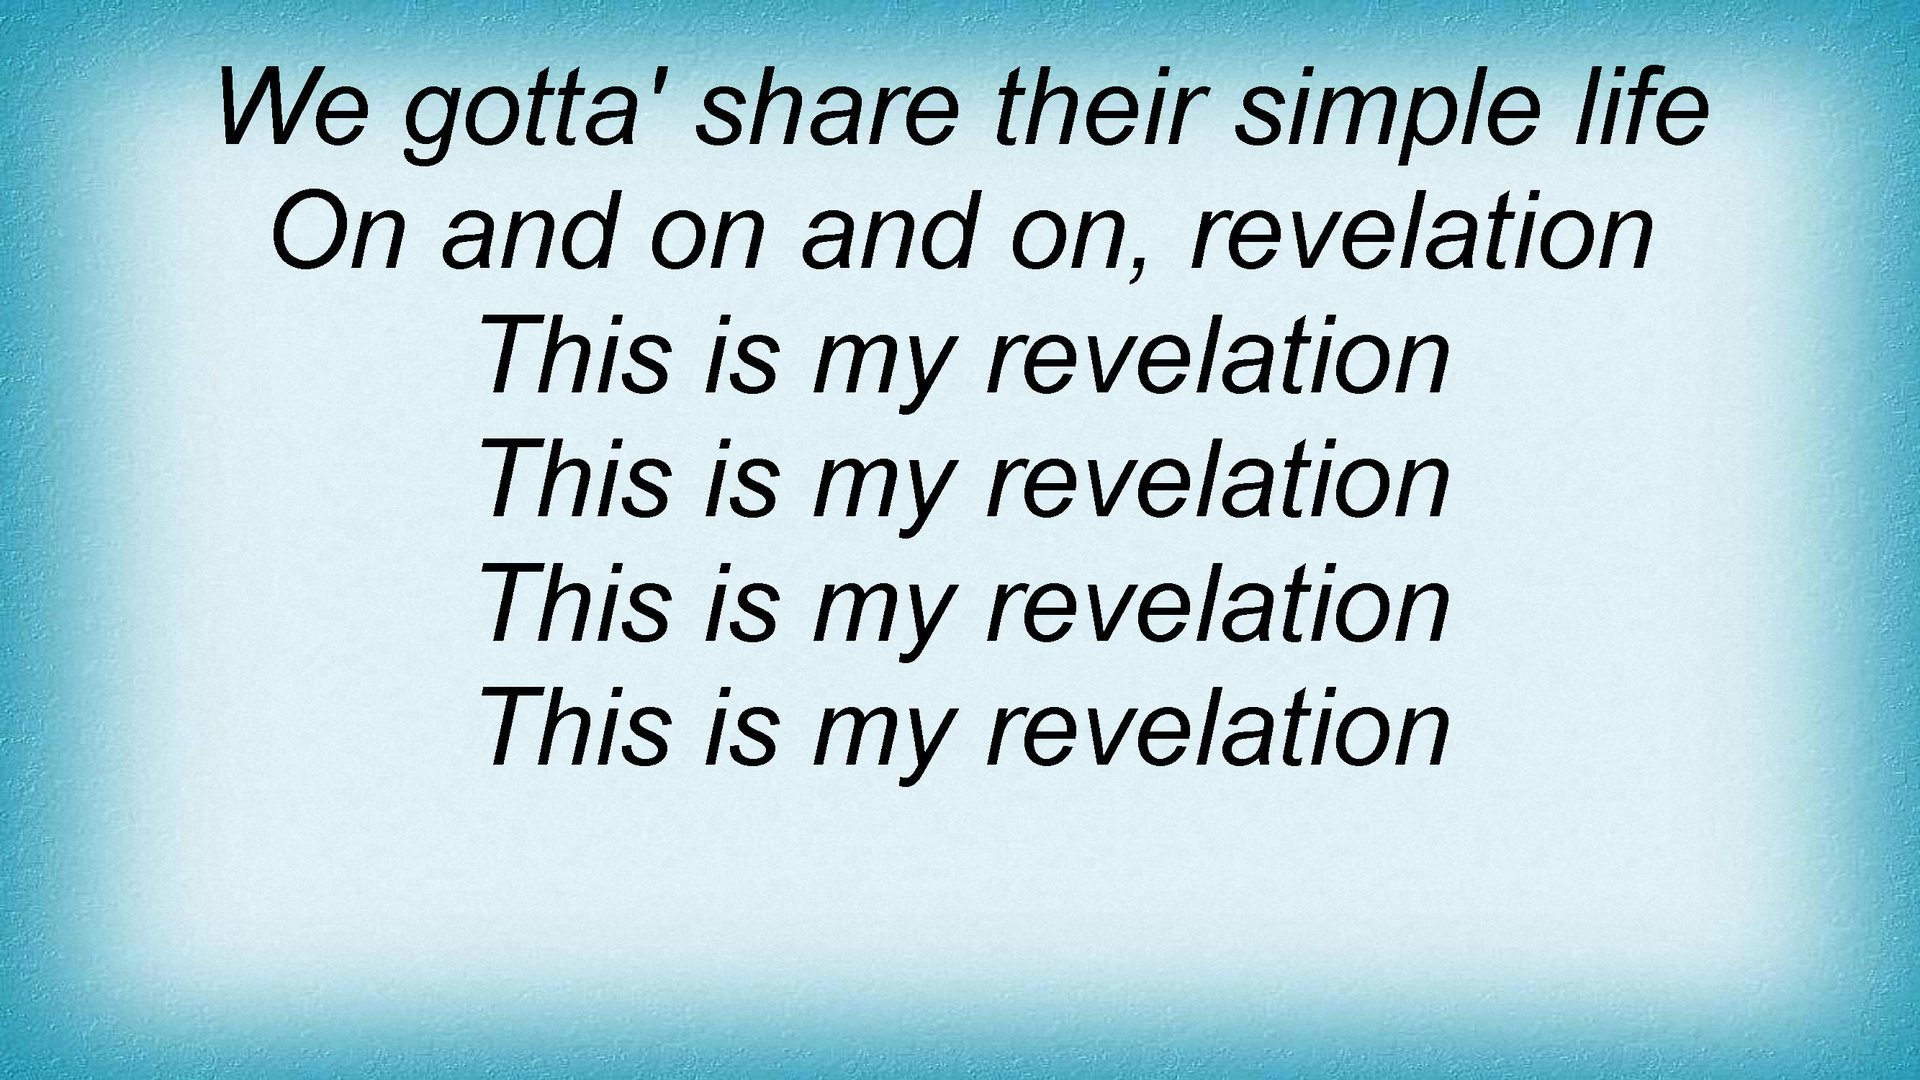 We gotta' share their simple life
On and on and on, revelation
This is my revelation
This is my revelation
This is my revelation
This is my revelation